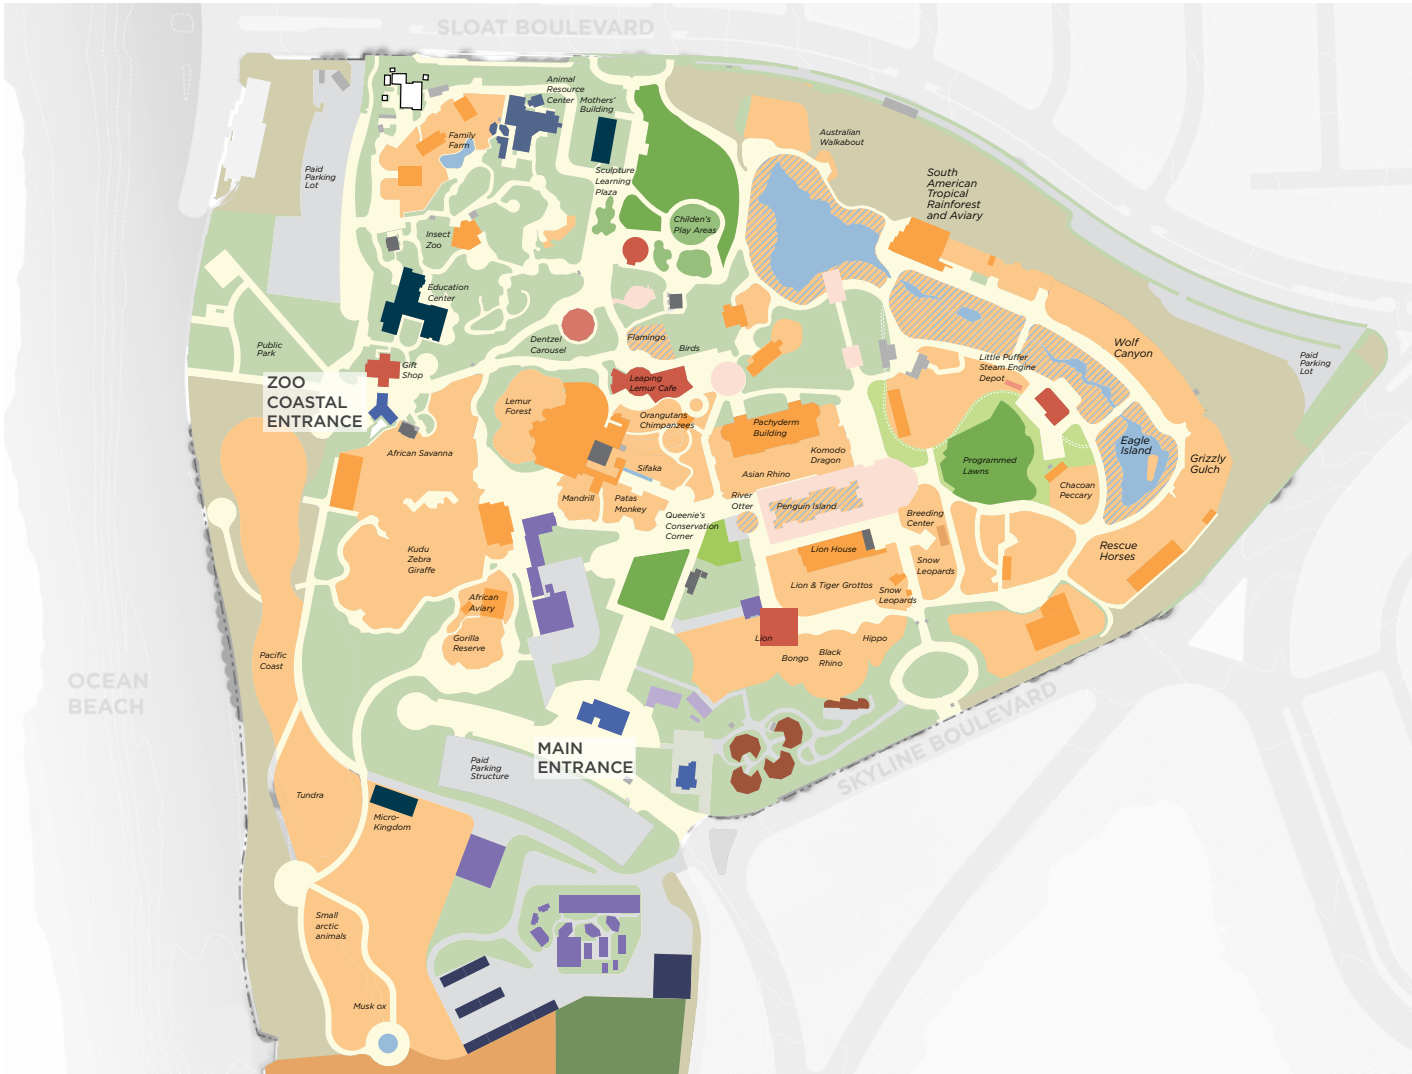 SLOAT BOULEVARD
Animal
Resource
Center
Mothers'
Building
Family
Farm
Australian
Walkabout
Paid
Parking
Lot
Sculpture
Learning
Plaza
South
American
Tropical
Rainforest
and Aviary
Childen's
Play Areas
Insect
Zoo
Education
Center
Public
Park
Gift
Shop
Dentzel
Carousel
Flamingo
Birds
Wolf
Canyon
Little Puffer
Steam Engine
Depot
Paid
Parking
Lot
ZOO
COASTAL
ENTRANCE
Leaping
Lemur Cafe
Lemur
Forest
Orangutans
Chimpanzees
Pachyderm
Building
African Savanna
Komodo
Dragon
Eagle
Island
Grizzly
Gulch
Programmed
Lawns
Sifaka
Asian Rhino
Chacoan
Peccary
Mandrill
Patas
Monkey
River
Otter
Penguin Island
Queenie's
Conservation
Corner
Breeding
Center
Kudu
Zebra
Giraffe
Lion House
Snow
Leopards
Rescue
Horses
Lion & Tiger Grottos
Snow
Leopards
African
Aviary
Gorilla
Reserve
Lion
Hippo
Bongo
Black
Rhino
Pacific
Coast
OCEAN
BEACH
SKYLINE BOULEVARD
MAIN
ENTRANCE
Paid
Parking
Structure
Tundra
Micro-
Kingdom
Small
arctic
animals
Musk ox